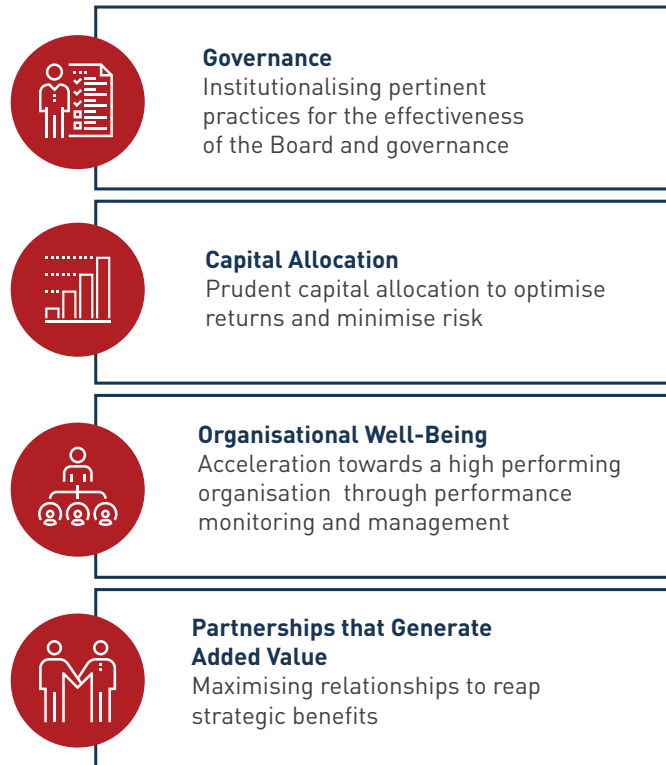 Governance
Institutionalising pertinent
practices for the effectiveness
of the Board and governance
Capital Allocation
Prudent capital allocation to optimise
returns and minimise risk
Organisational Well-Being
Acceleration towards a high performing
organisation through performance
monitoring and management
Partnerships that Generate
Added Value
Maximising relationships to reap
strategic benefits